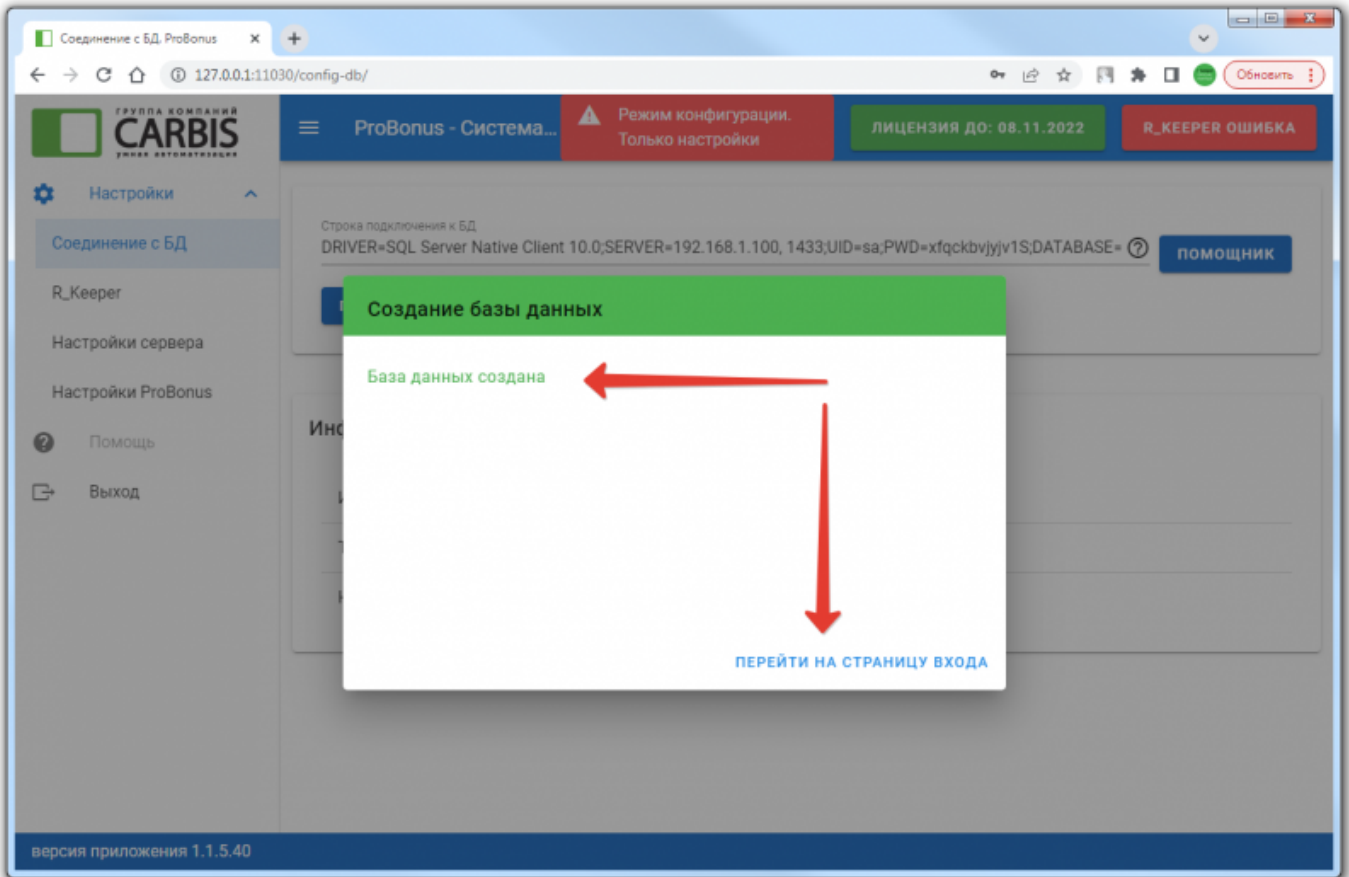 Соединение с БД, ProBonus
127.0.0.1:11030/config-db/
Обновить
ГРУППА КОМПАНИЙ
CARBIS
умная автоматизация
ProBonus - Система...
Режим конфигурации.
Только настройки
ЛИЦЕНЗИЯ ДО: 08.11.2022
R_KEEPER ОШИБКА
Настройки
Соединение с БД
R_Keeper
Настройки сервера
Настройки ProBonus
Помощь
Выход
Строка подключения к БД
DRIVER=SQL Server Native Client 10.0;SERVER=192.168.1.100, 1433;UID=sa;PWD=xfqckbvjyjv1S;DATABASE=
ПОМОЩНИК
Создание базы данных
База данных создана
ПЕРЕЙТИ НА СТРАНИЦУ ВХОДА
версия приложения 1.1.5.40